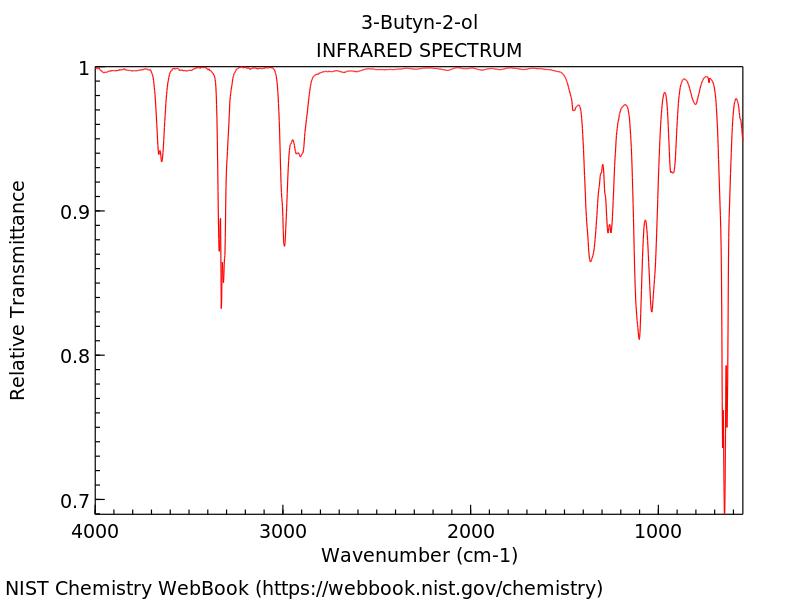 3-Butyn-2-ol
INFRARED SPECTRUM
1
0.9
0.8
0.7
Relative Transmittance
4000 3000 2000 1000
Wavenumber (cm-1)
NIST Chemistry WebBook (https://webbook.nist.gov/chemistry)